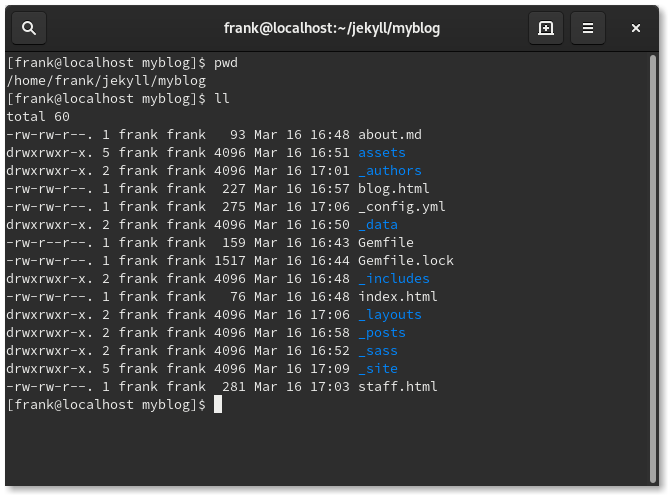 frank@localhost:~/jekyll/myblog
[frank@localhost myblog]$ pwd
/home/frank/jekyll/myblog
[frank@localhost myblog]$ ll
total 60
-rw-rw-r--. 1 frank frank   93 Mar 16 16:48 about.md
drwxrwxr-x. 5 frank frank 4096 Mar 16 16:51 assets
drwxrwxr-x. 2 frank frank 4096 Mar 16 17:01 _authors
-rw-rw-r--. 1 frank frank  227 Mar 16 16:57 blog.html
-rw-rw-r--. 1 frank frank  275 Mar 16 17:06 _config.yml
drwxrwxr-x. 2 frank frank 4096 Mar 16 16:50 _data
-rw-r--r--. 1 frank frank  159 Mar 16 16:43 Gemfile
-rw-rw-r--. 1 frank frank 1517 Mar 16 16:44 Gemfile.lock
drwxrwxr-x. 2 frank frank 4096 Mar 16 16:48 _includes
-rw-rw-r--. 1 frank frank   76 Mar 16 16:48 index.html
drwxrwxr-x. 2 frank frank 4096 Mar 16 17:06 _layouts
drwxrwxr-x. 2 frank frank 4096 Mar 16 16:58 _posts
drwxrwxr-x. 2 frank frank 4096 Mar 16 16:52 _sass
drwxrwxr-x. 5 frank frank 4096 Mar 16 17:09 _site
-rw-rw-r--. 1 frank frank  281 Mar 16 17:03 staff.html
[frank@localhost myblog]$